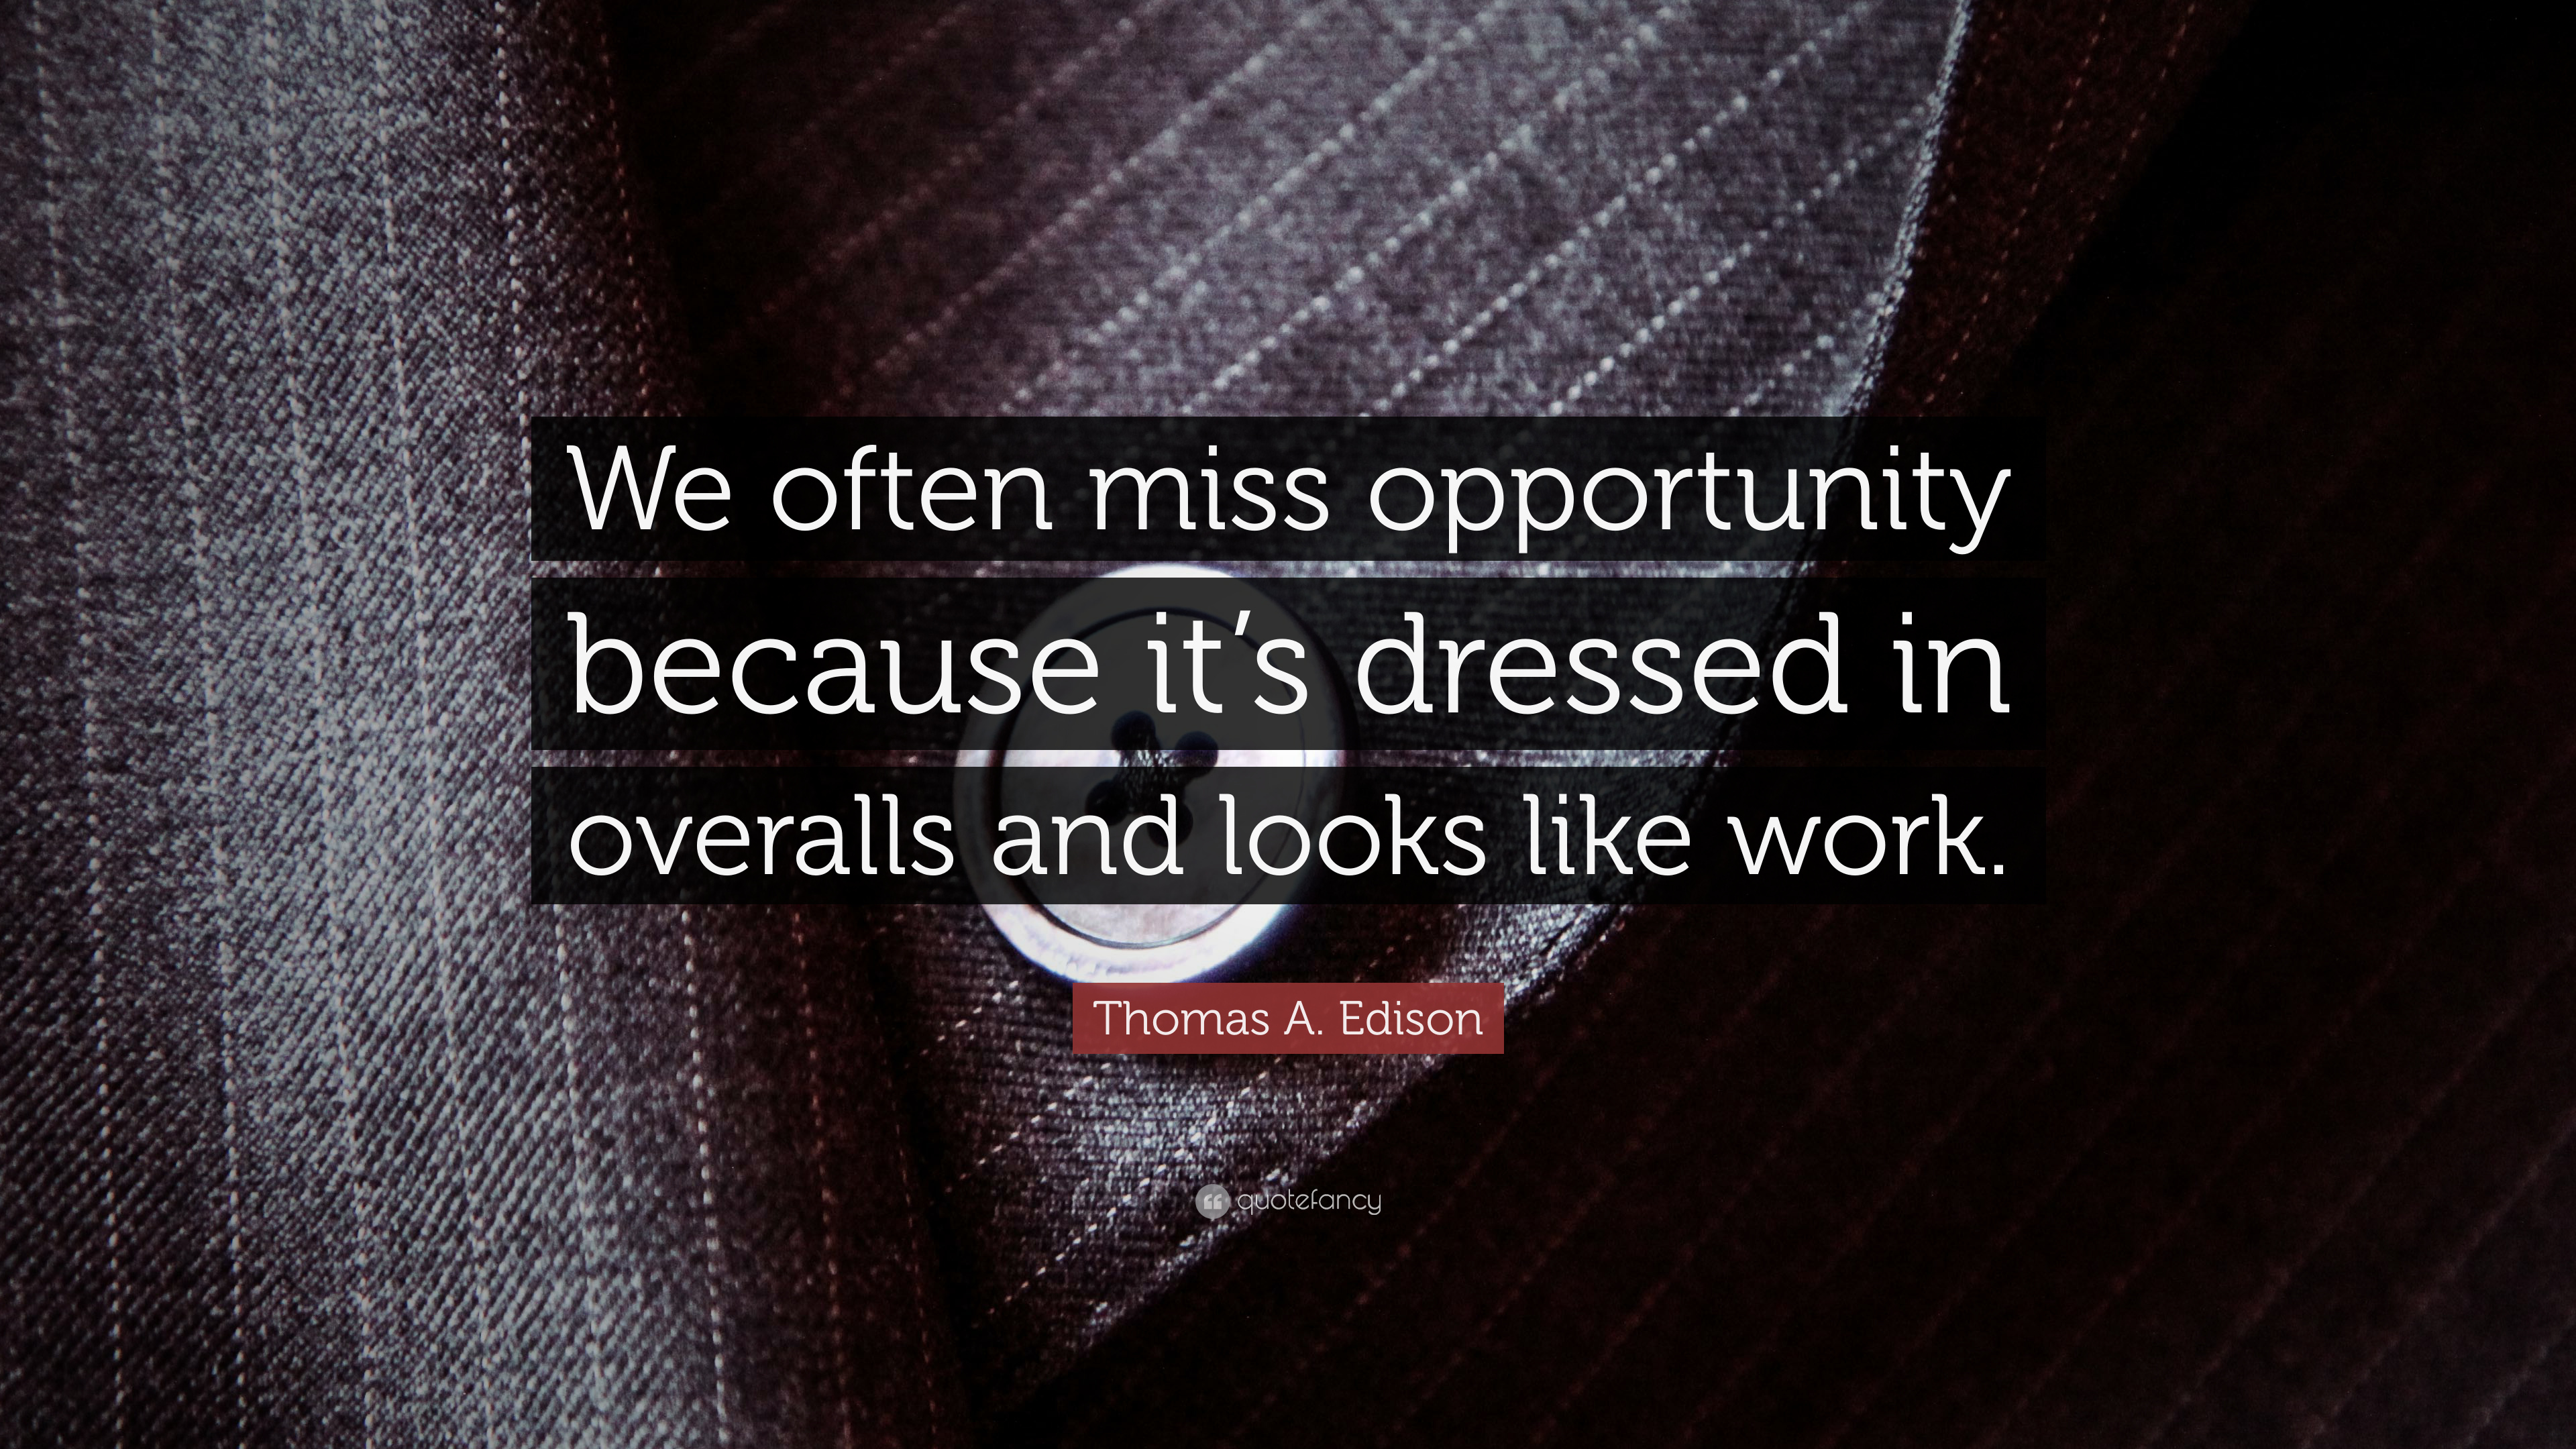 We often miss opportunity
because it’s dressed in
overalls and looks like work.
Thomas A. Edison
quotefancy